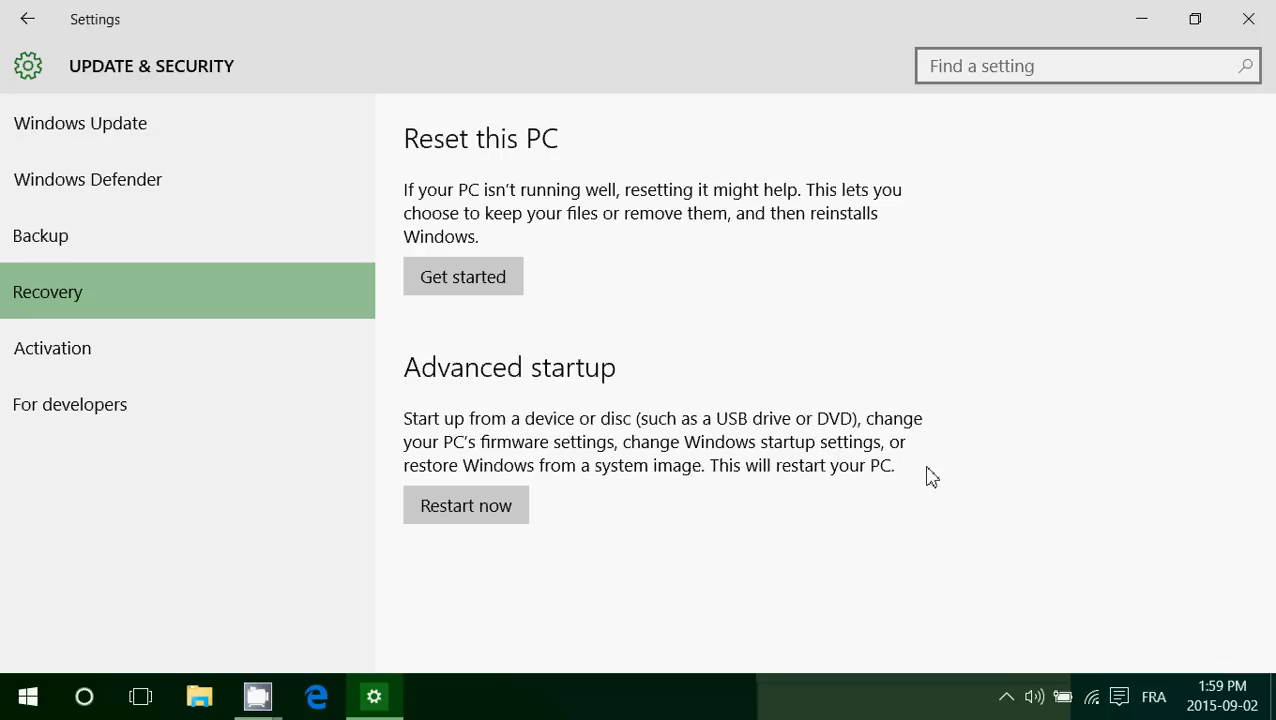 Settings
UPDATE & SECURITY
Find a setting
Windows Update
Windows Defender
Backup
Recovery
Activation
For developers
Reset this PC
If your PC isn't running well, resetting it might help. This lets you
choose to keep your files or remove them, and then reinstalls
Windows.
Get started
Advanced startup
Start up from a device or disc (such as a USB drive or DVD), change
your PC's firmware settings, change Windows startup settings, or
restore Windows from a system image. This will restart your PC.
Restart now
FRA
1:59 PM
2015-09-02